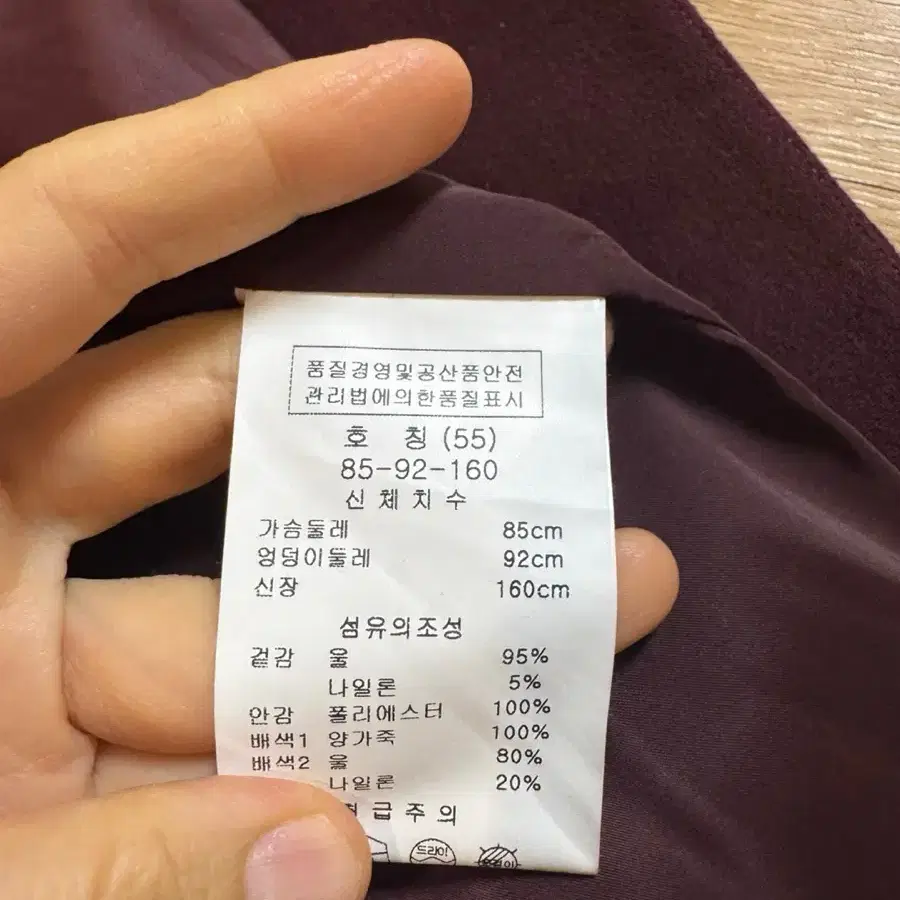 품질경영및공산품안전
관리법에의한품질표시
호 칭 (55)
85-92-160
신체치수
가슴둘레 85cm
엉덩이둘레 92cm
신장 160cm
섬유의조성
겉감 울 95%
나일론 5%
안감 폴리에스터 100%
배색1 양가죽 100%
배색2 울 80%
나일론 20%
급주의
드라이